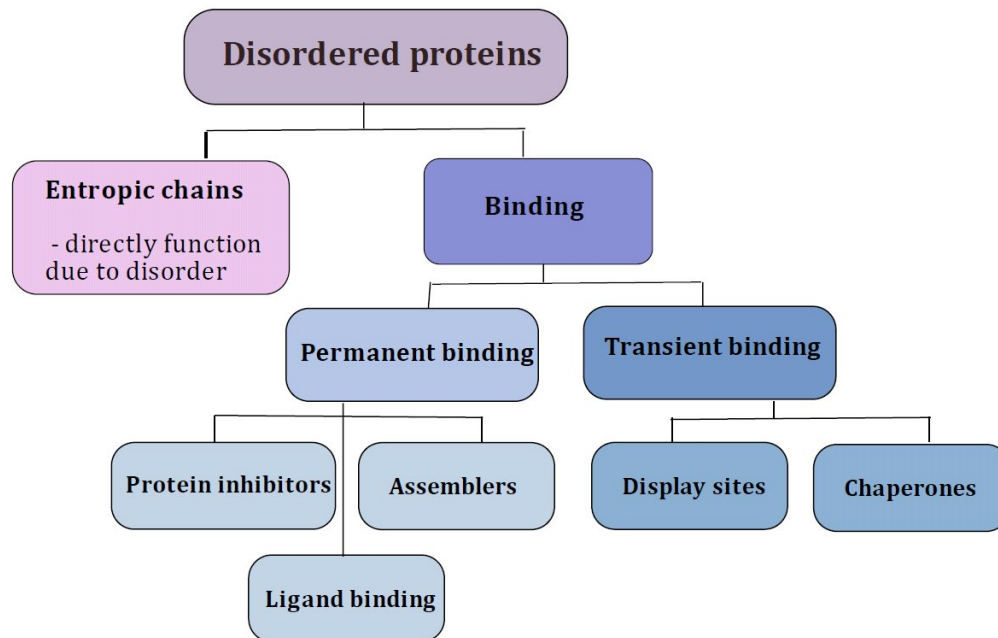 Disordered proteins
Entropic chains
- directly function
due to disorder
Binding
Permanent binding
Transient binding
Protein inhibitors
Assemblers
Display sites
Chaperones
Ligand binding